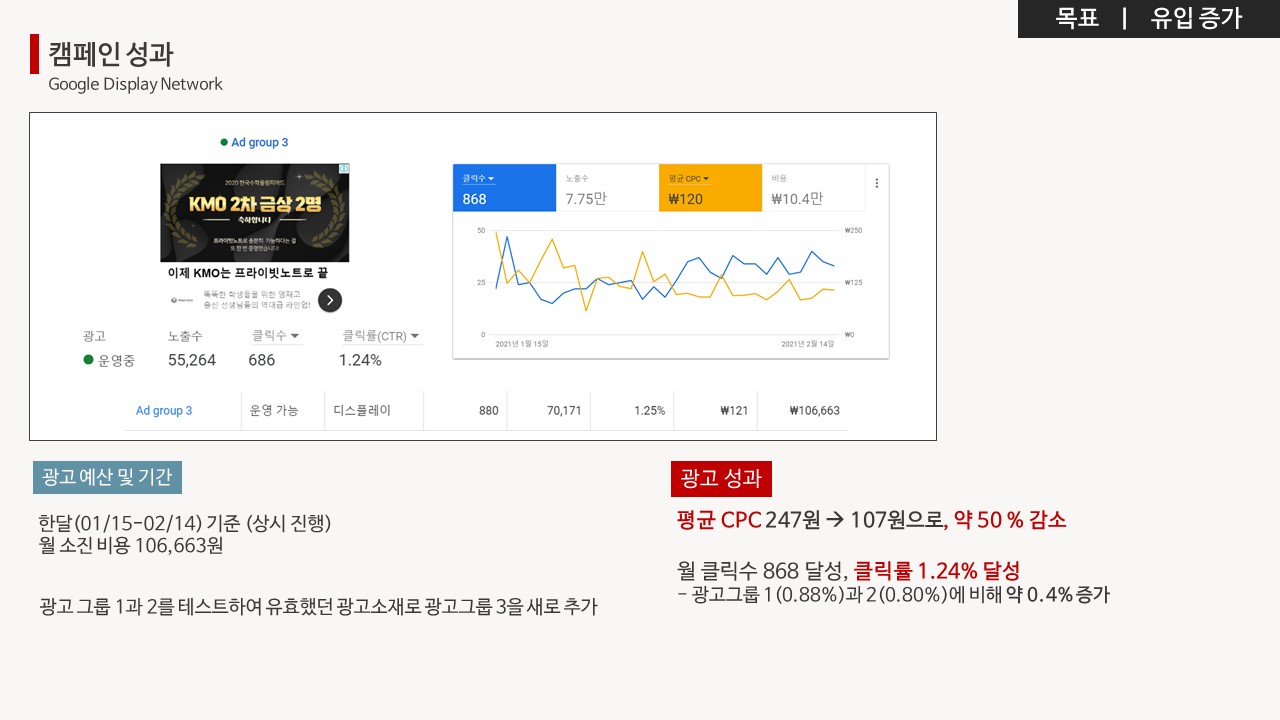 목표 | 유입 증가
캠페인 성과
Google Display Network
Ad group 3
2020 한국수학올림피아드
KMO 2차 금상 2명
축하합니다
프라이빗노트로 충분히 가능하다는 걸
또 한 번 증명했습니다!
이제 KMO는 프라이빗노트로 끝
똑똑한 학생들을 위한 영재고
출신 선생님들의 역대급 라인업!
광고 노출수 클릭수 클릭률(CTR)
운영중 55,264 686 1.24%
클릭수 노출수 평균 CPC 비용
868 7.75만 ₩120 ₩10.4만
50 ₩250
25 ₩125
0 ₩0
2021년 1월 15일 2021년 2월 14일
Ad group 3 운영 가능 디스플레이 880 70,171 1.25% ₩121 ₩106,663
광고 예산 및 기간
한달(01/15-02/14) 기준 (상시 진행)
월 소진 비용 106,663원
광고 그룹 1과 2를 테스트하여 유효했던 광고소재로 광고그룹 3을 새로 추가
광고 성과
평균 CPC 247원 → 107원으로, 약 50 % 감소
월 클릭수 868 달성, 클릭률 1.24% 달성
- 광고그룹 1(0.88%)과 2(0.80%)에 비해 약 0.4% 증가